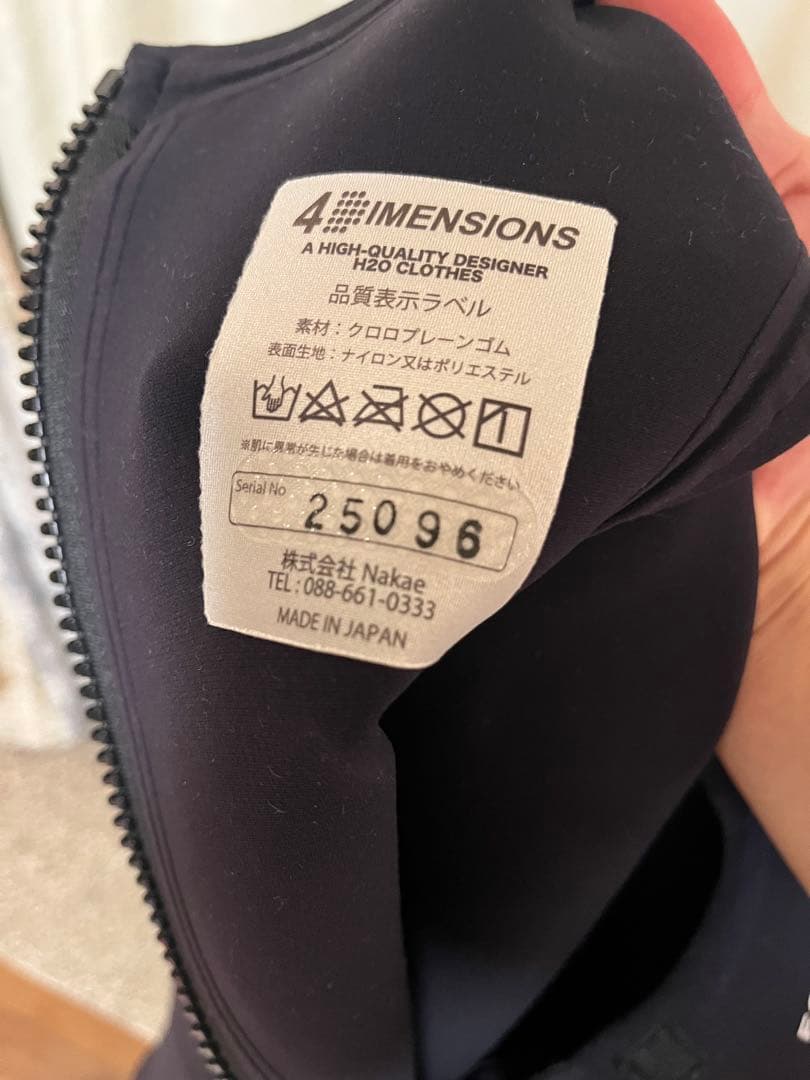 4DIMENSIONS
A HIGH-QUALITY DESIGNER
H2O CLOTHES
品質表示ラベル
素材：クロロプレーンゴム
表面生地：ナイロン又はポリエステル
※肌に異常が生じた場合は着用をおやめください
Serial No
25096
株式会社 Nakae
TEL：088-661-0333
MADE IN JAPAN